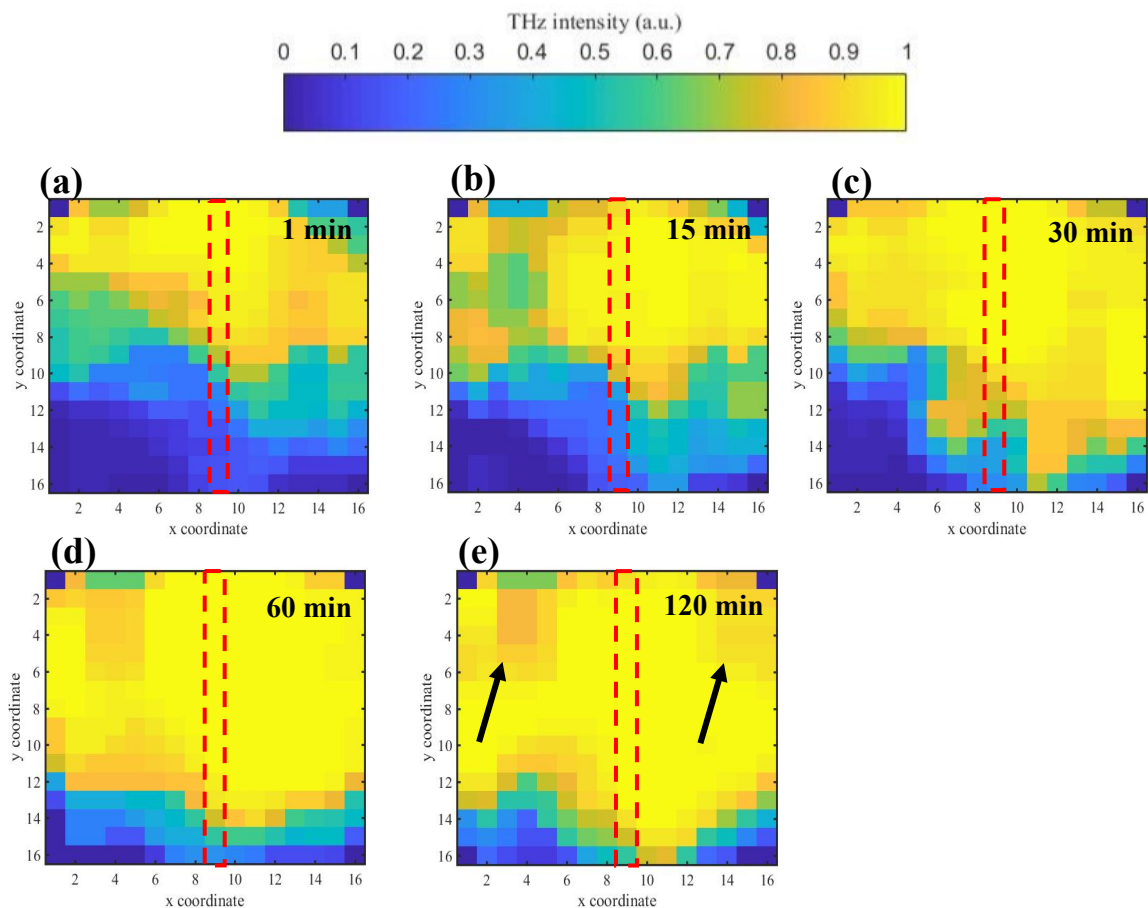 THz intensity (a.u.)
0 0.1 0.2 0.3 0.4 0.5 0.6 0.7 0.8 0.9 1
(a)
1 min
2
4
6
8
10
12
14
16
y coordinate
2 4 6 8 10 12 14 16
x coordinate
(b)
15 min
2
4
6
8
10
12
14
16
y coordinate
2 4 6 8 10 12 14 16
x coordinate
(c)
30 min
2
4
6
8
10
12
14
16
y coordinate
2 4 6 8 10 12 14 16
x coordinate
(d)
60 min
2
4
6
8
10
12
14
16
y coordinate
2 4 6 8 10 12 14 16
x coordinate
(e)
120 min
2
4
6
8
10
12
14
16
y coordinate
2 4 6 8 10 12 14 16
x coordinate